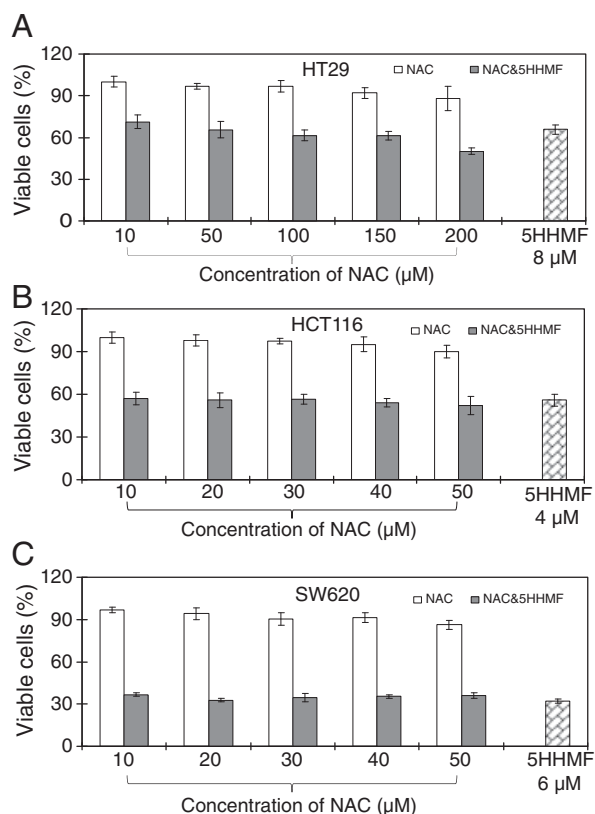 A
Viable cells (%)
120
90
60
30
0
HT29
NAC
NAC&5HHMF
10 50 100 150 200 5HHMF
8 µM
Concentration of NAC (µM)
B
Viable cells (%)
120
90
60
30
0
HCT116
NAC
NAC&5HHMF
10 20 30 40 50 5HHMF
4 µM
Concentration of NAC (µM)
C
Viable cells (%)
120
90
60
30
0
SW620
NAC
NAC&5HHMF
10 20 30 40 50 5HHMF
6 µM
Concentration of NAC (µM)